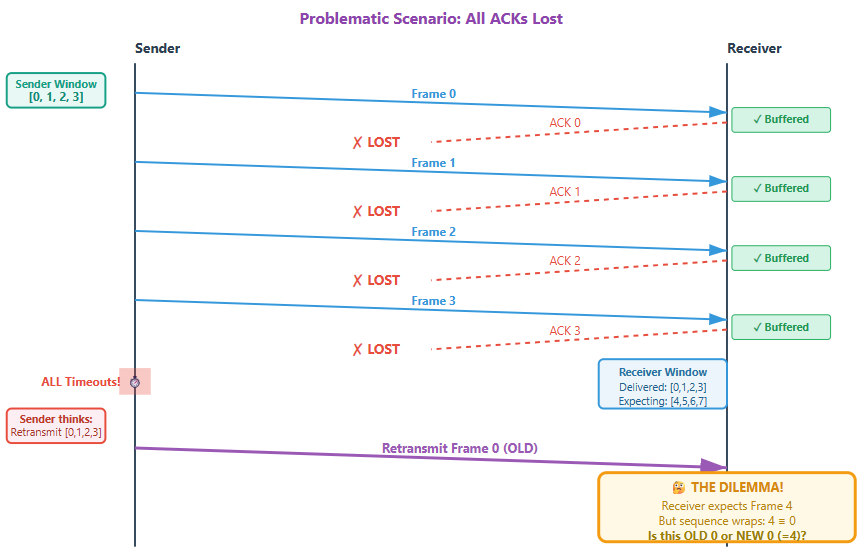 Problematic Scenario: All ACKs Lost
Sender
Receiver
Sender Window
[0, 1, 2, 3]
Frame 0
✓ Buffered
ACK 0
✗ LOST
Frame 1
✓ Buffered
ACK 1
✗ LOST
Frame 2
✓ Buffered
ACK 2
✗ LOST
Frame 3
✓ Buffered
ACK 3
✗ LOST
Receiver Window
Delivered: [0,1,2,3]
Expecting: [4,5,6,7]
ALL Timeouts!
Sender thinks:
Retransmit [0,1,2,3]
Retransmit Frame 0 (OLD)
🤔 THE DILEMMA!
Receiver expects Frame 4
But sequence wraps: 4 ≡ 0
Is this OLD 0 or NEW 0 (=4)?